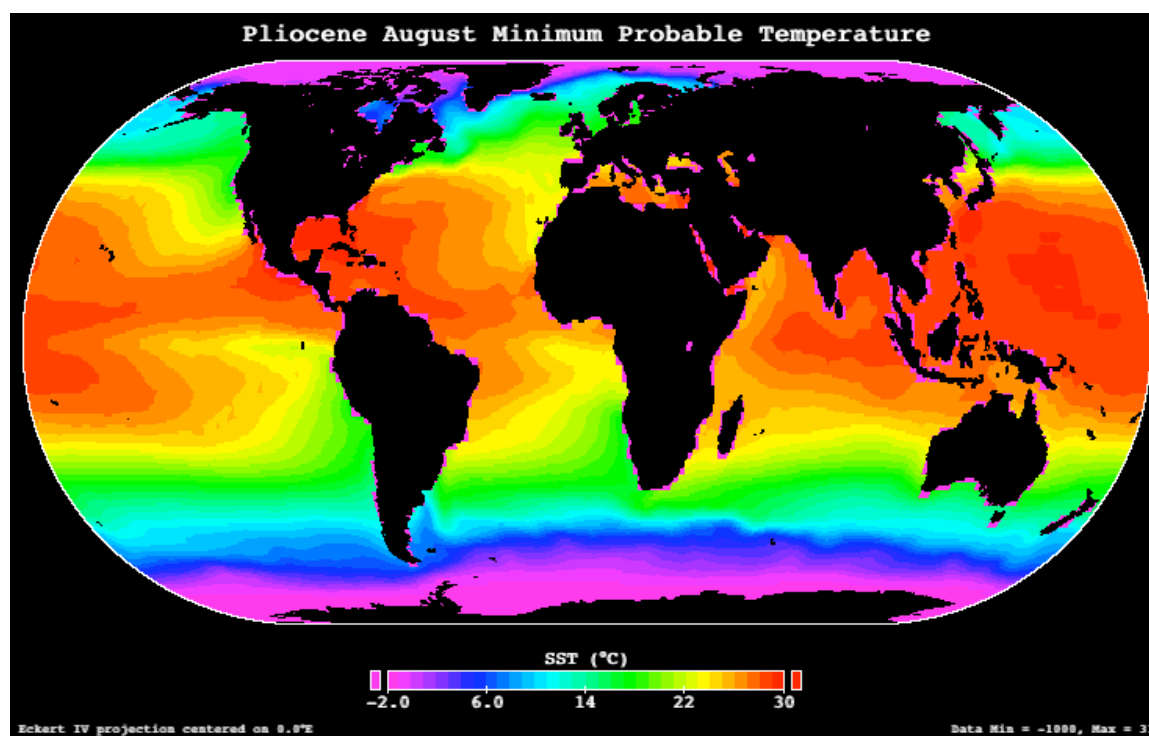 Pliocene August Minimum Probable Temperature
SST (°C)
-2.0 6.0 14 22 30
Eckert IV projection centered on 0.0°E
Data Min = -1000, Max =